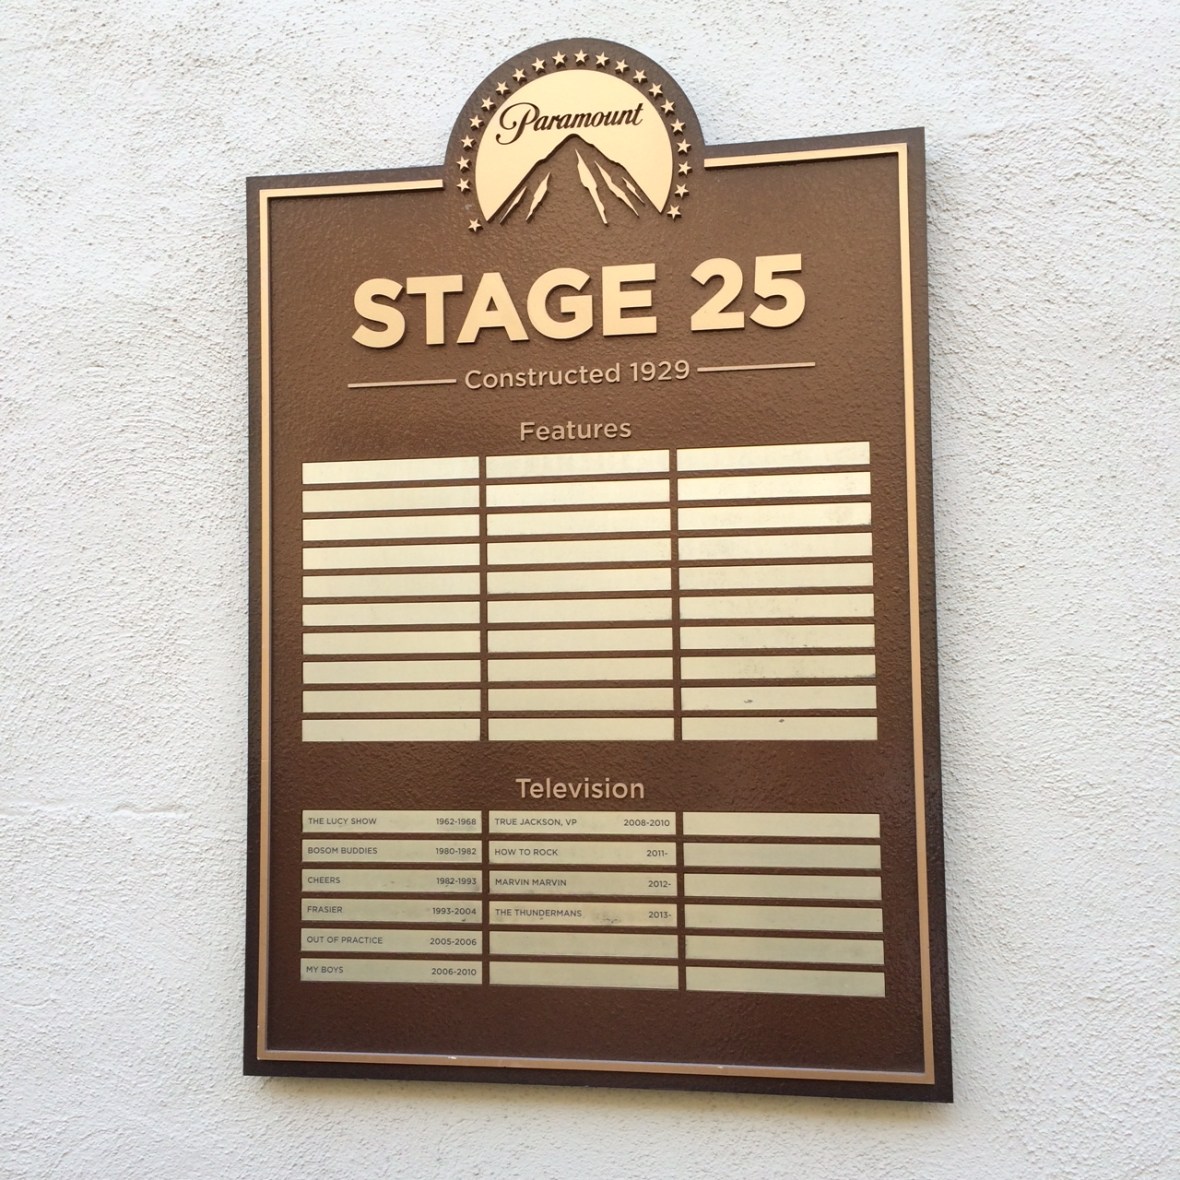 Paramount
STAGE 25
Constructed 1929
Features
Television
THE LUCY SHOW 1962-1968
BOSOM BUDDIES 1980-1982
CHEERS 1982-1993
FRASIER 1993-2004
OUT OF PRACTICE 2005-2006
MY BOYS 2006-2010
TRUE JACKSON, VP 2008-2010
HOW TO ROCK 2011-
MARVIN MARVIN 2012-
THE THUNDERMANS 2013-